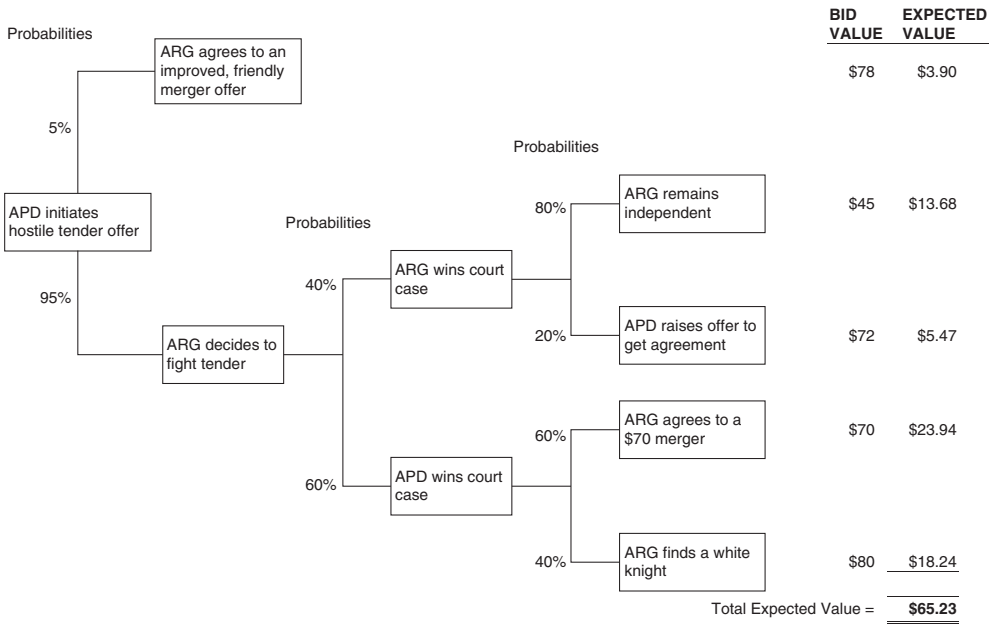 BID EXPECTED
VALUE VALUE
Probabilities
ARG agrees to an
improved, friendly
merger offer
$78 $3.90
5%
Probabilities
APD initiates
hostile tender offer
Probabilities
80%
ARG remains
independent
$45 $13.68
95%
40%
ARG wins court
case
ARG decides to
fight tender
20%
APD raises offer to
get agreement
$72 $5.47
60%
ARG agrees to a
$70 merger
$70 $23.94
60%
APD wins court
case
40%
ARG finds a white
knight
$80 $18.24
Total Expected Value = $65.23